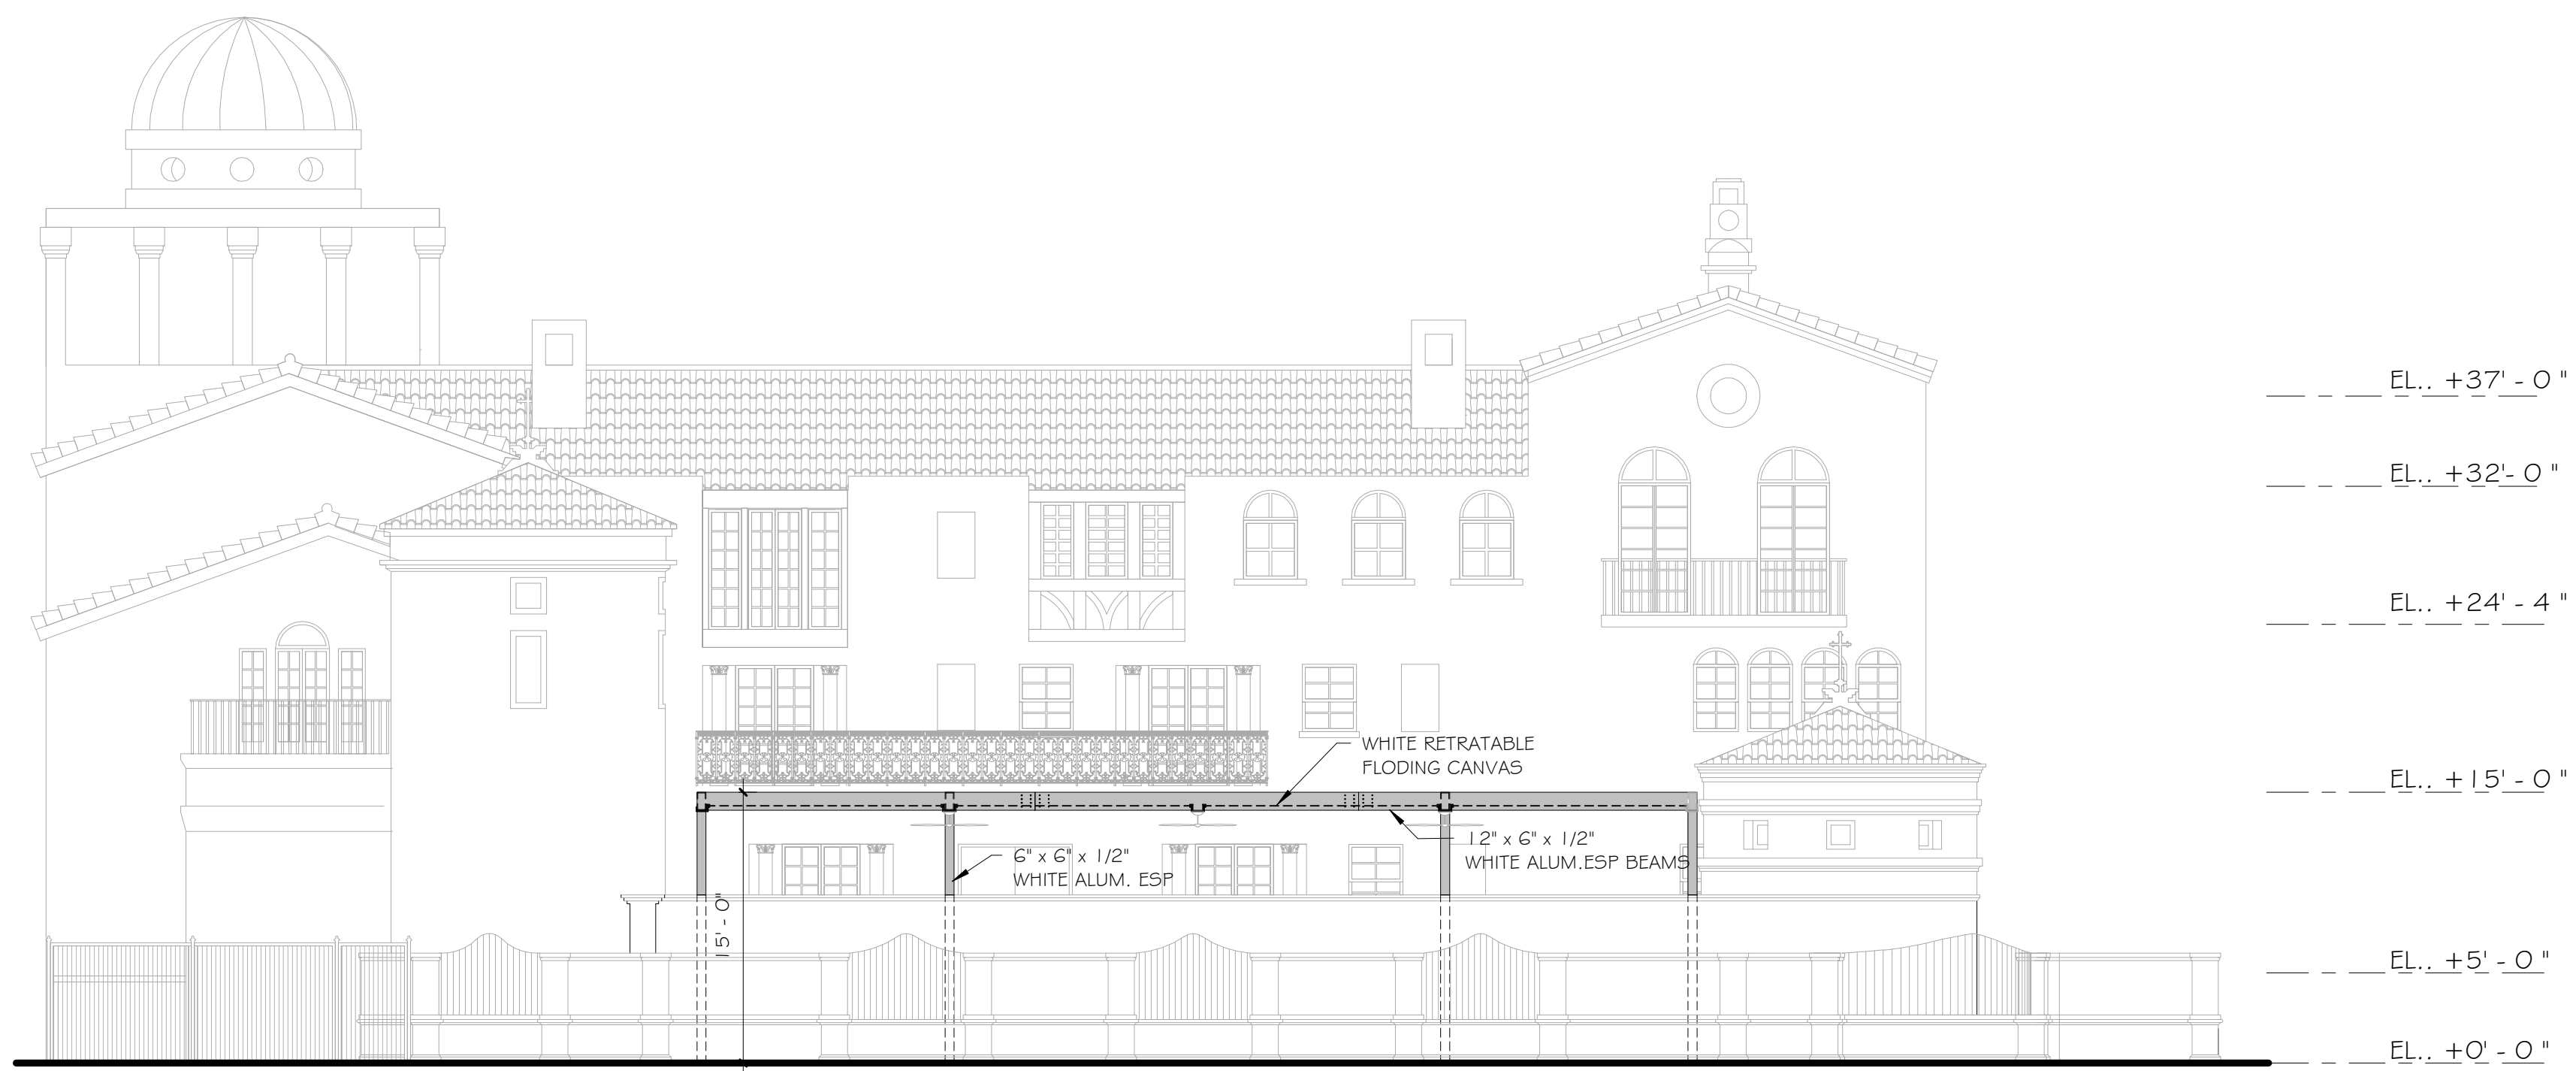 EL.. +37' - 0 "
EL.. +32'- 0 "
EL.. +24' - 4 "
WHITE RETRATABLE
FLODING CANVAS
EL.. +15' - 0 "
12" x 6" x 1/2"
WHITE ALUM.ESP BEAMS
6" x 6" x 1/2"
WHITE ALUM. ESP
15' - 0"
EL.. +5' - 0 "
EL.. +0' - 0 "